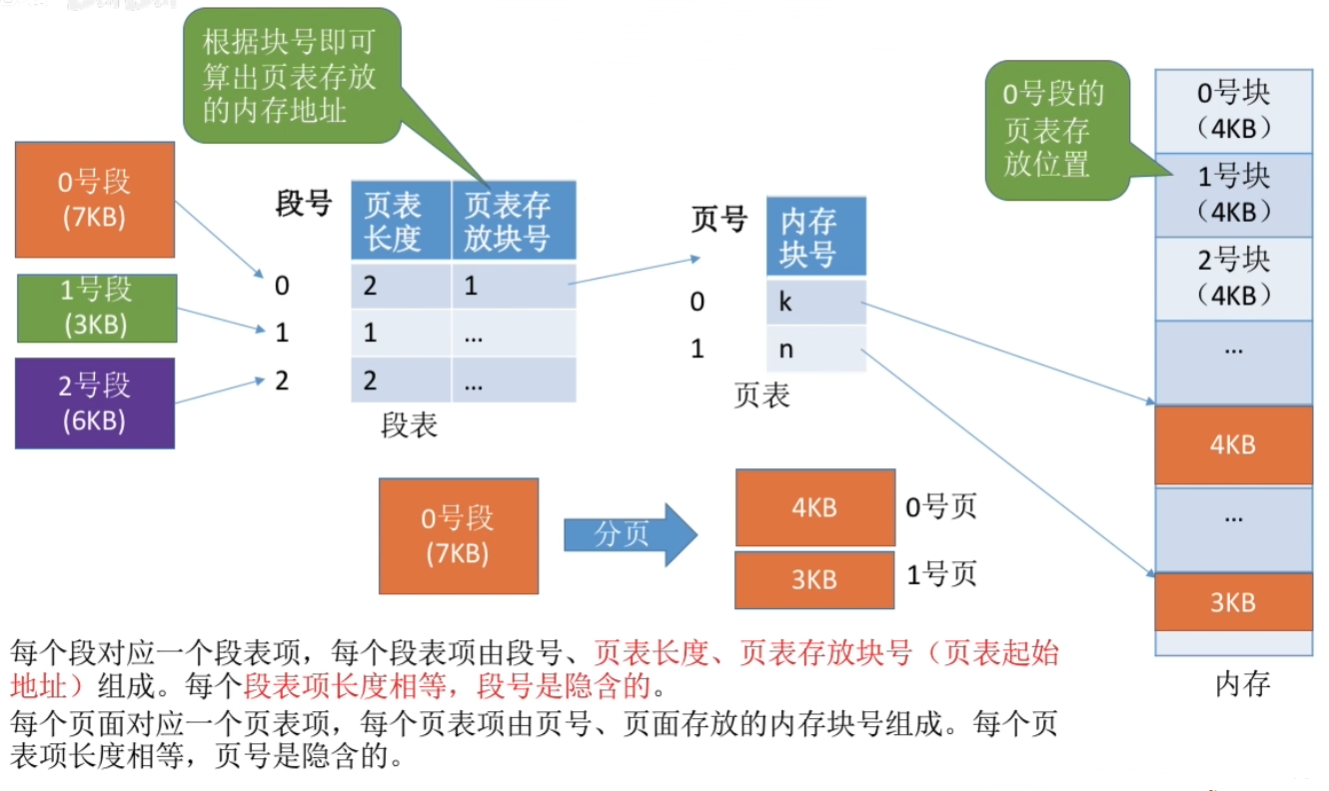 根据块号即可
算出页表存放
的内存地址
0号段的
页表存
放位置
0号块
（4KB）
1号块
（4KB）
2号块
（4KB）
...
4KB
...
3KB
内存
0号段
(7KB)
1号段
(3KB)
2号段
(6KB)
段号
页表
长度
页表存
放块号
0
2
1
1
1
...
2
2
...
段表
页号
内存
块号
0
k
1
n
页表
0号段
(7KB)
分页
4KB
0号页
3KB
1号页
每个段对应一个段表项，每个段表项由段号、页表长度、页表存放块号（页表起始
地址）组成。每个段表项长度相等，段号是隐含的。
每个页面对应一个页表项，每个页表项由页号、页面存放的内存块号组成。每个页
表项长度相等，页号是隐含的。